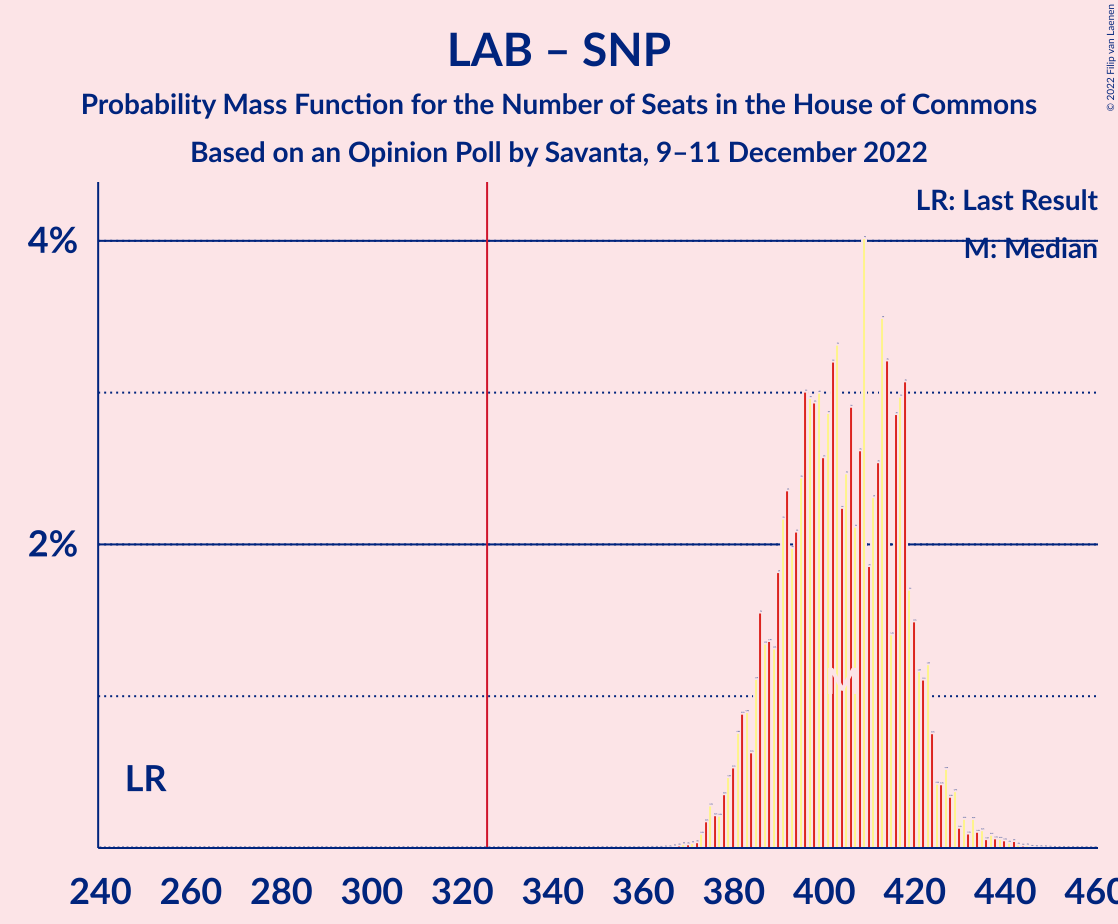 LAB – SNP
Probability Mass Function for the Number of Seats in the House of Commons
Based on an Opinion Poll by Savanta, 9–11 December 2022
© 2022 Filip van Laenen
LR: Last Result
M: Median
4%
2%
M
LR
240 260 280 300 320 340 360 380 400 420 440 460